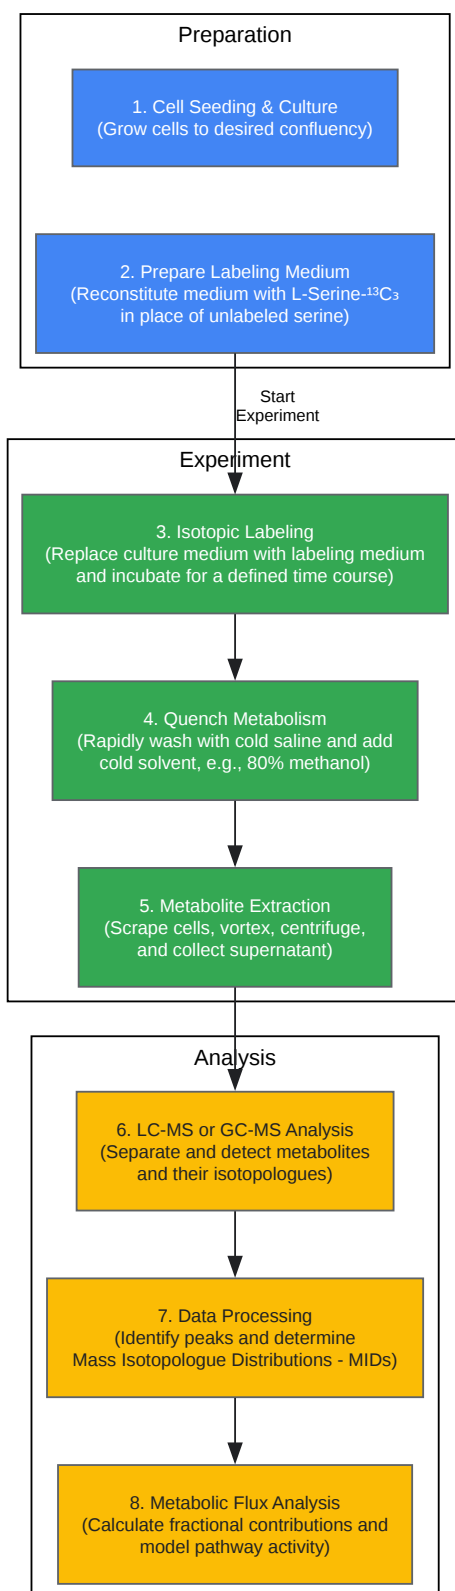 Preparation
1. Cell Seeding & Culture
(Grow cells to desired confluency)
2. Prepare Labeling Medium
(Reconstitute medium with L-Serine-¹³C₃
in place of unlabeled serine)
Start
Experiment
Experiment
3. Isotopic Labeling
(Replace culture medium with labeling medium
and incubate for a defined time course)
4. Quench Metabolism
(Rapidly wash with cold saline and add
cold solvent, e.g., 80% methanol)
5. Metabolite Extraction
(Scrape cells, vortex, centrifuge,
and collect supernatant)
Analysis
6. LC-MS or GC-MS Analysis
(Separate and detect metabolites
and their isotopologues)
7. Data Processing
(Identify peaks and determine
Mass Isotopologue Distributions - MIDs)
8. Metabolic Flux Analysis
(Calculate fractional contributions and
model pathway activity)